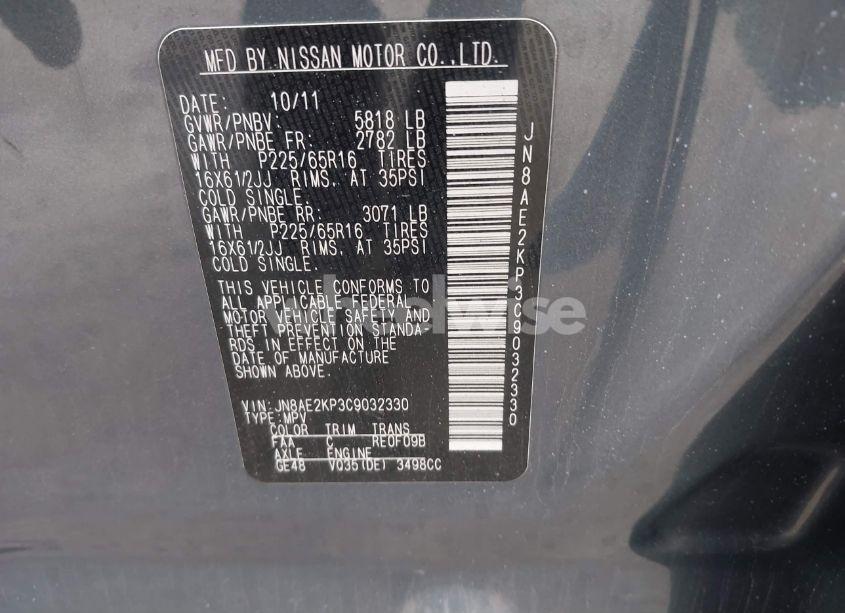 MFD BY NISSAN MOTOR CO.,LTD.
DATE: 10/11
GVWR/PNBV: 5818 LB
GAWR/PNBE FR: 2782 LB
WITH P225/65R16 TIRES
16X61/2JJ RIMS, AT 35PSI
COLD SINGLE.
GAWR/PNBE RR: 3071 LB
WITH P225/65R16 TIRES
16X61/2JJ RIMS, AT 35PSI
COLD SINGLE.
THIS VEHICLE CONFORMS TO
ALL APPLICABLE FEDERAL
MOTOR VEHICLE SAFETY AND
THEFT PREVENTION STANDA-
RDS IN EFFECT ON THE
DATE OF MANUFACTURE
SHOWN ABOVE.
VIN:JN8AE2KP3C9032330
TYPE:MPV
COLOR TRIM TRANS
FAA C RE0F09B
AXLE ENGINE
GE48 VQ35(DE) 3498CC
JN8AE2KP3C9032330
wheelwise